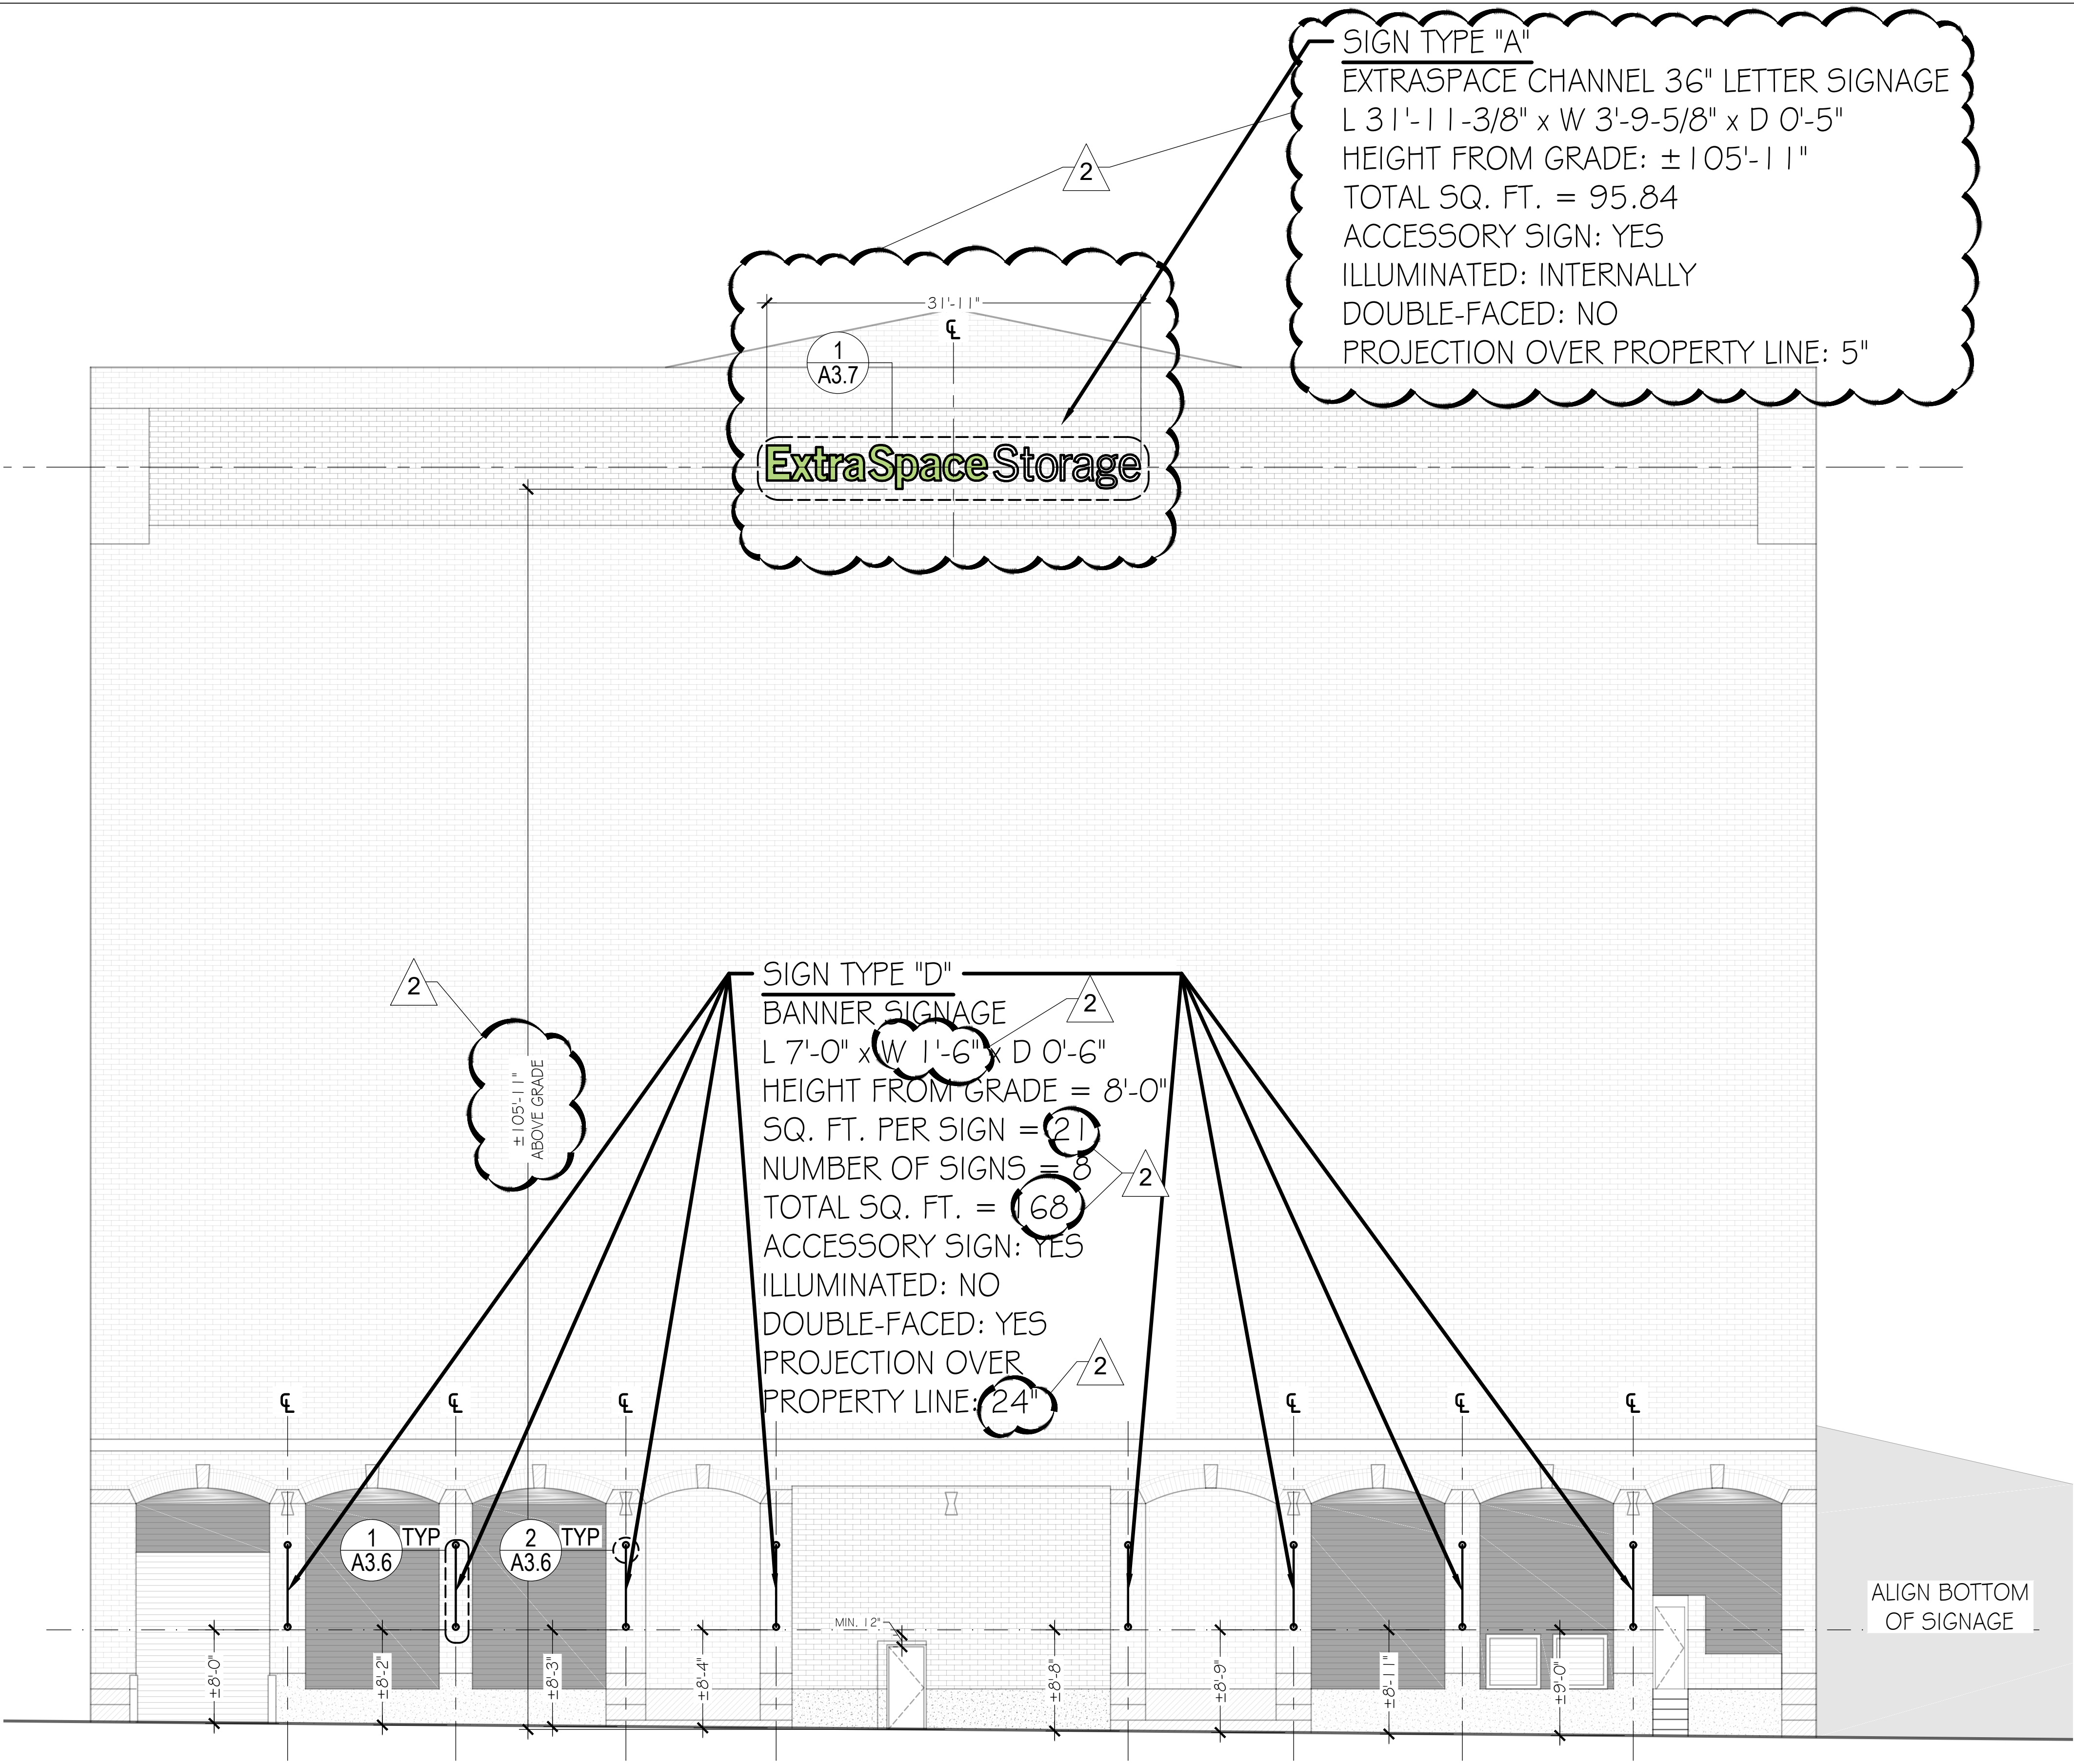 SIGN TYPE "A"
EXTRASPACE CHANNEL 36" LETTER SIGNAGE
L 31'-11-3/8" x W 3'-9-5/8" x D 0'-5"
HEIGHT FROM GRADE: ±105'-11"
TOTAL SQ. FT. = 95.84
ACCESSORY SIGN: YES
ILLUMINATED: INTERNALLY
DOUBLE-FACED: NO
PROJECTION OVER PROPERTY LINE: 5"
2
31'-11"
℄
1
A3.7
ExtraSpace Storage
2
±105'-11"
ABOVE GRADE
SIGN TYPE "D"
BANNER SIGNAGE
L 7'-0" x W 1'-6" x D 0'-6"
HEIGHT FROM GRADE = 8'-0"
SQ. FT. PER SIGN = 21
NUMBER OF SIGNS = 8
TOTAL SQ. FT. = 168
ACCESSORY SIGN: YES
ILLUMINATED: NO
DOUBLE-FACED: YES
PROJECTION OVER
PROPERTY LINE: 24"
2
2
2
℄
℄
℄
℄
℄
℄
1
A3.6
TYP
2
A3.6
TYP
MIN. 12"
±8'-0"
±8'-2"
±8'-3"
±8'-4"
±8'-8"
±8'-9"
±8'-11"
±9'-0"
ALIGN BOTTOM
OF SIGNAGE